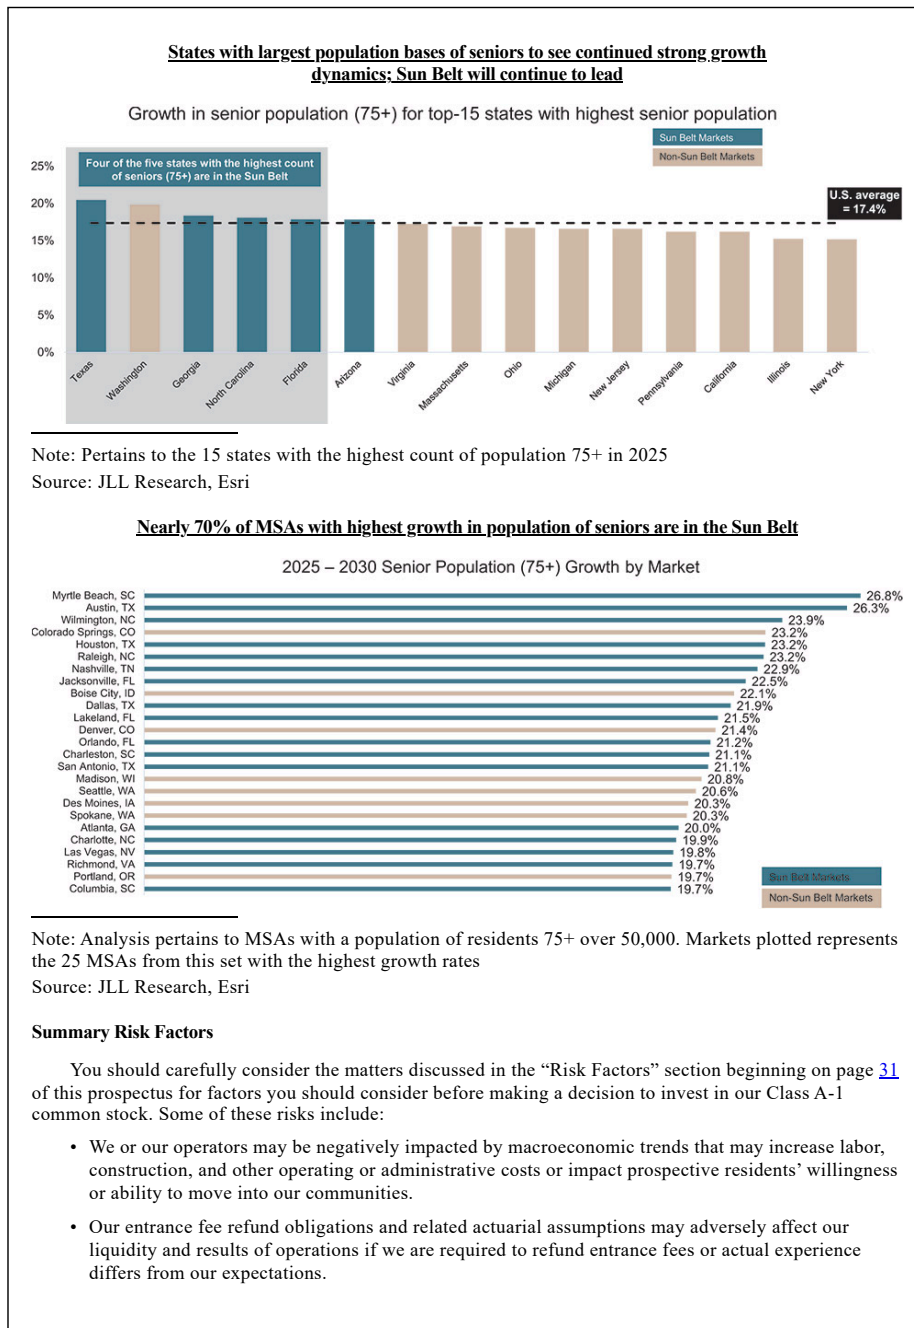 States with largest population bases of seniors to see continued strong growth
dynamics; Sun Belt will continue to lead
Growth in senior population (75+) for top-15 states with highest senior population
Sun Belt Markets
Non-Sun Belt Markets
Four of the five states with the highest count
of seniors (75+) are in the Sun Belt
U.S. average
= 17.4%
25%
20%
15%
10%
5%
0%
Texas
Washington
Georgia
North Carolina
Florida
Arizona
Virginia
Massachusetts
Ohio
Michigan
New Jersey
Pennsylvania
California
Illinois
New York
Note: Pertains to the 15 states with the highest count of population 75+ in 2025
Source: JLL Research, Esri
Nearly 70% of MSAs with highest growth in population of seniors are in the Sun Belt
2025 – 2030 Senior Population (75+) Growth by Market
Myrtle Beach, SC 26.8%
Austin, TX 26.3%
Wilmington, NC 23.9%
Colorado Springs, CO 23.2%
Houston, TX 23.2%
Raleigh, NC 23.2%
Nashville, TN 22.9%
Jacksonville, FL 22.5%
Boise City, ID 22.1%
Dallas, TX 21.9%
Lakeland, FL 21.5%
Denver, CO 21.4%
Orlando, FL 21.2%
Charleston, SC 21.1%
San Antonio, TX 21.1%
Madison, WI 20.8%
Seattle, WA 20.6%
Des Moines, IA 20.3%
Spokane, WA 20.3%
Atlanta, GA 20.0%
Charlotte, NC 19.9%
Las Vegas, NV 19.8%
Richmond, VA 19.7%
Portland, OR 19.7%
Columbia, SC 19.7%
Sun Belt Markets
Non-Sun Belt Markets
Note: Analysis pertains to MSAs with a population of residents 75+ over 50,000. Markets plotted represents
the 25 MSAs from this set with the highest growth rates
Source: JLL Research, Esri
Summary Risk Factors
You should carefully consider the matters discussed in the “Risk Factors” section beginning on page 31
of this prospectus for factors you should consider before making a decision to invest in our Class A-1
common stock. Some of these risks include:
• We or our operators may be negatively impacted by macroeconomic trends that may increase labor,
construction, and other operating or administrative costs or impact prospective residents’ willingness
or ability to move into our communities.
• Our entrance fee refund obligations and related actuarial assumptions may adversely affect our
liquidity and results of operations if we are required to refund entrance fees or actual experience
differs from our expectations.